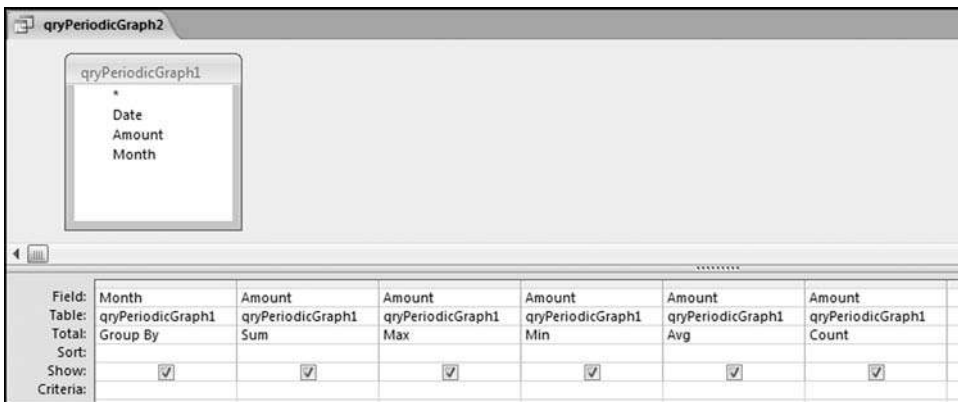 qryPeriodicGraph2
qryPeriodicGraph1
*
Date
Amount
Month
Field: Month Amount Amount Amount Amount Amount
Table: qryPeriodicGraph1 qryPeriodicGraph1 qryPeriodicGraph1 qryPeriodicGraph1 qryPeriodicGraph1 qryPeriodicGraph1
Total: Group By Sum Max Min Avg Count
Sort:
Show:
Criteria: